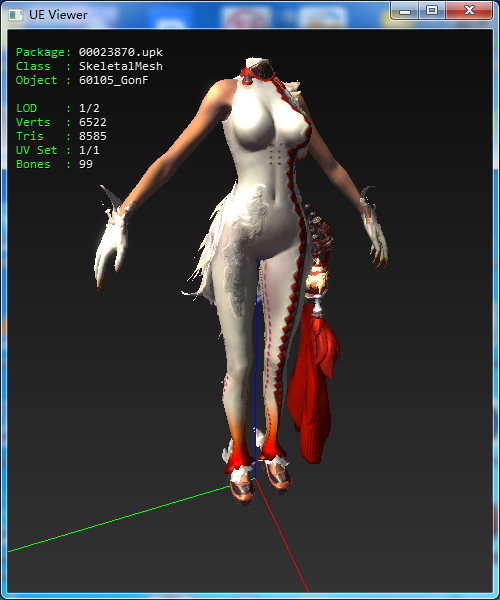 UE Viewer
Package: 00023870.upk
Class : SkeletalMesh
Object : 60105_GonF
LOD : 1/2
Verts : 6522
Tris : 8585
UV Set : 1/1
Bones : 99